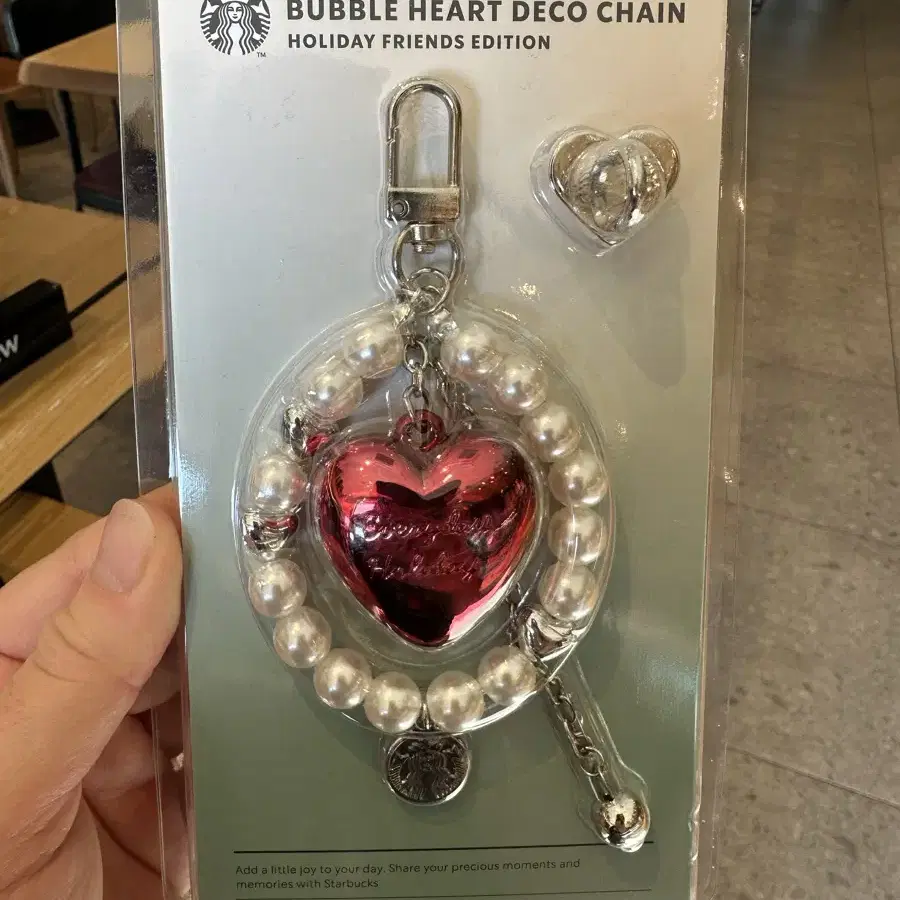 BUBBLE HEART DECO CHAIN
HOLIDAY FRIENDS EDITION
TM
Add a little joy to your day. Share your precious moments and
memories with Starbucks